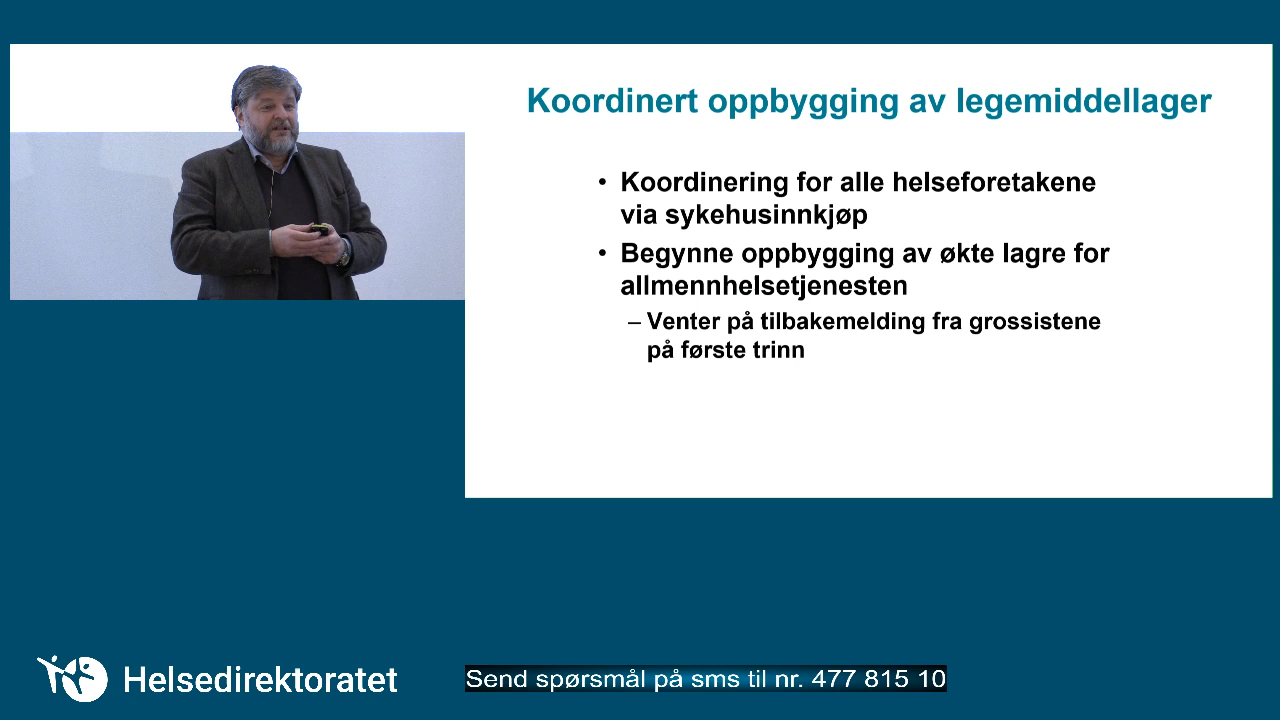 Koordinert oppbygging av legemiddellager
• Koordinering for alle helseforetakene
via sykehusinnkjøp
• Begynne oppbygging av økte lagre for
allmennhelsetjenesten
– Venter på tilbakemelding fra grossistene
på første trinn
Helsedirektoratet
Send spørsmål på sms til nr. 477 815 10